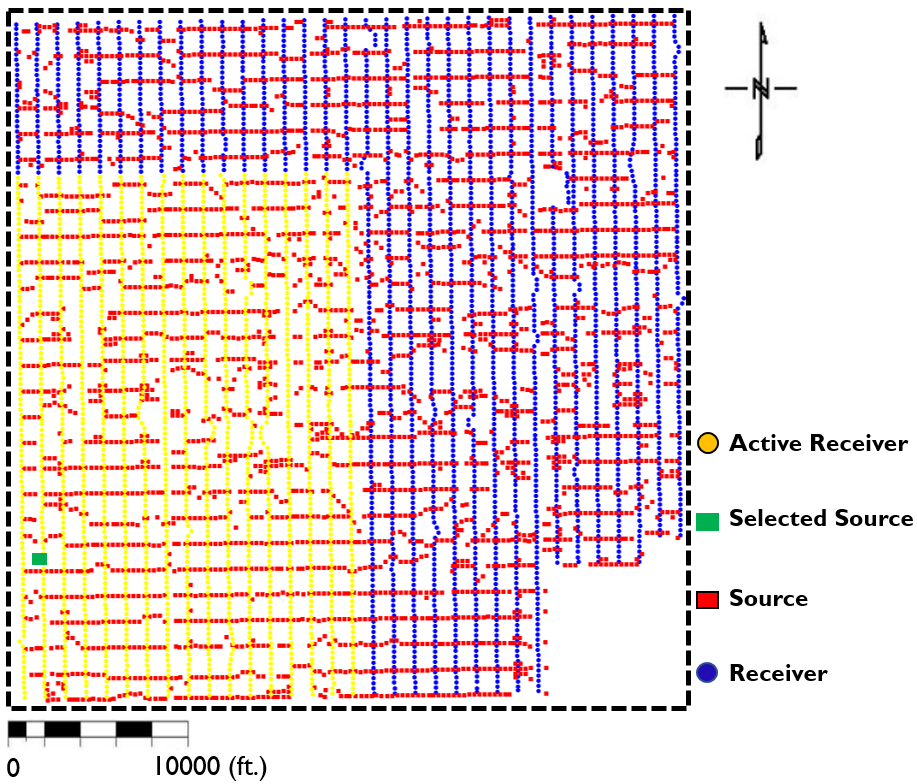 N
Active Receiver
Selected Source
Source
Receiver
0 10000 (ft.)